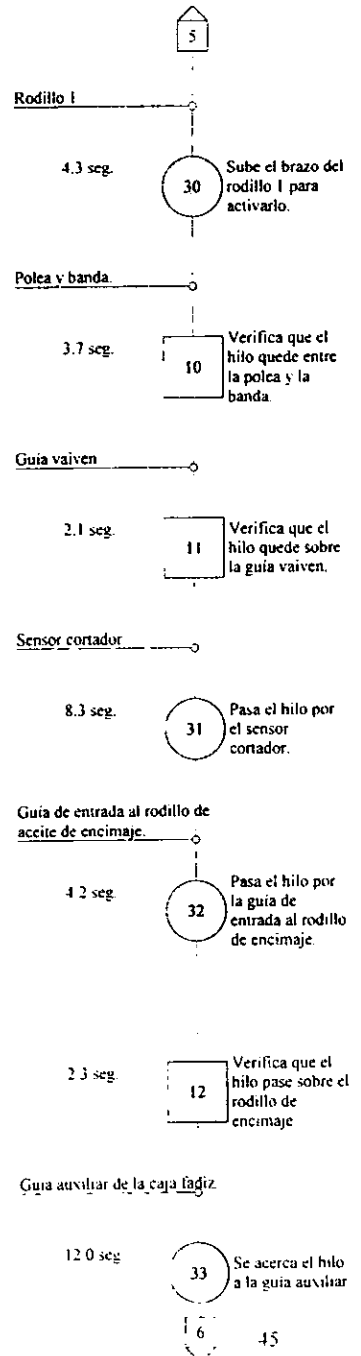 5
Rodillo 1
4.3 seg.
30
Sube el brazo del
rodillo 1 para
activarlo.
Polea y banda.
3.7 seg.
10
Verifica que el
hilo quede entre
la polea y la
banda.
Guia vaiven
2.1 seg.
11
Verifica que el
hilo quede sobre
la guía vaiven.
Sensor cortador
8.3 seg.
31
Pasa el hilo por
el sensor
cortador.
Guía de entrada al rodillo de
aceite de encimaje.
4 2 seg.
32
Pasa el hilo por
la guía de
entrada al rodillo
de encimaje.
2 3 seg.
12
Verifica que el
hilo pase sobre el
rodillo de
encimaje
Guia auxiliar de la caja fadiz
12 0 seg
33
Se acerca el hilo
a la guia auxiliar
6
45